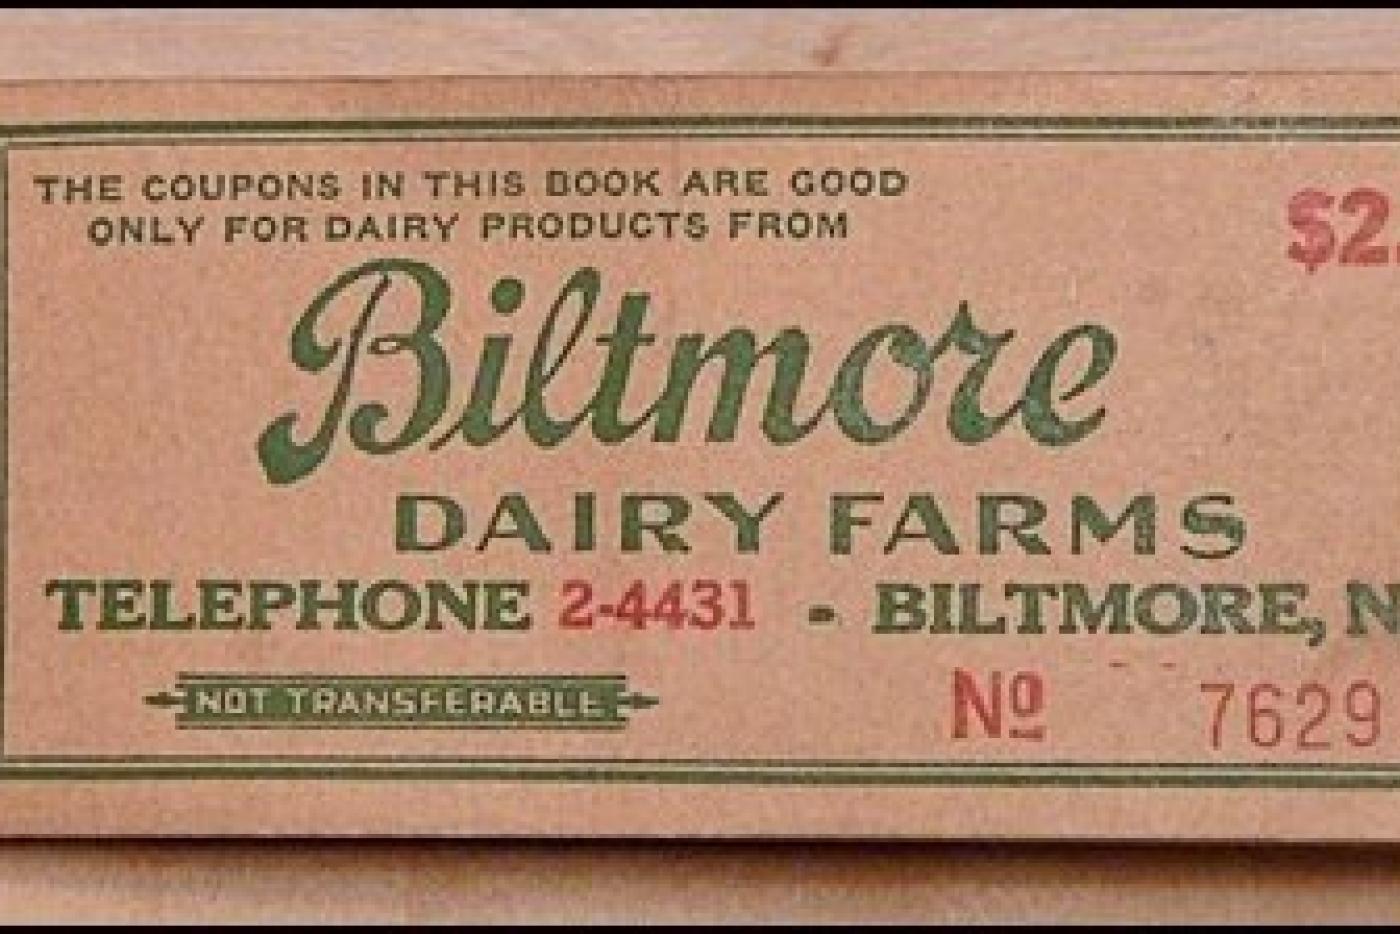 THE COUPONS IN THIS BOOK ARE GOOD
ONLY FOR DAIRY PRODUCTS FROM
$2.
Biltmore
DAIRY FARMS
TELEPHONE 2-4431 - BILTMORE, N
NOT TRANSFERABLE
Nº 7629